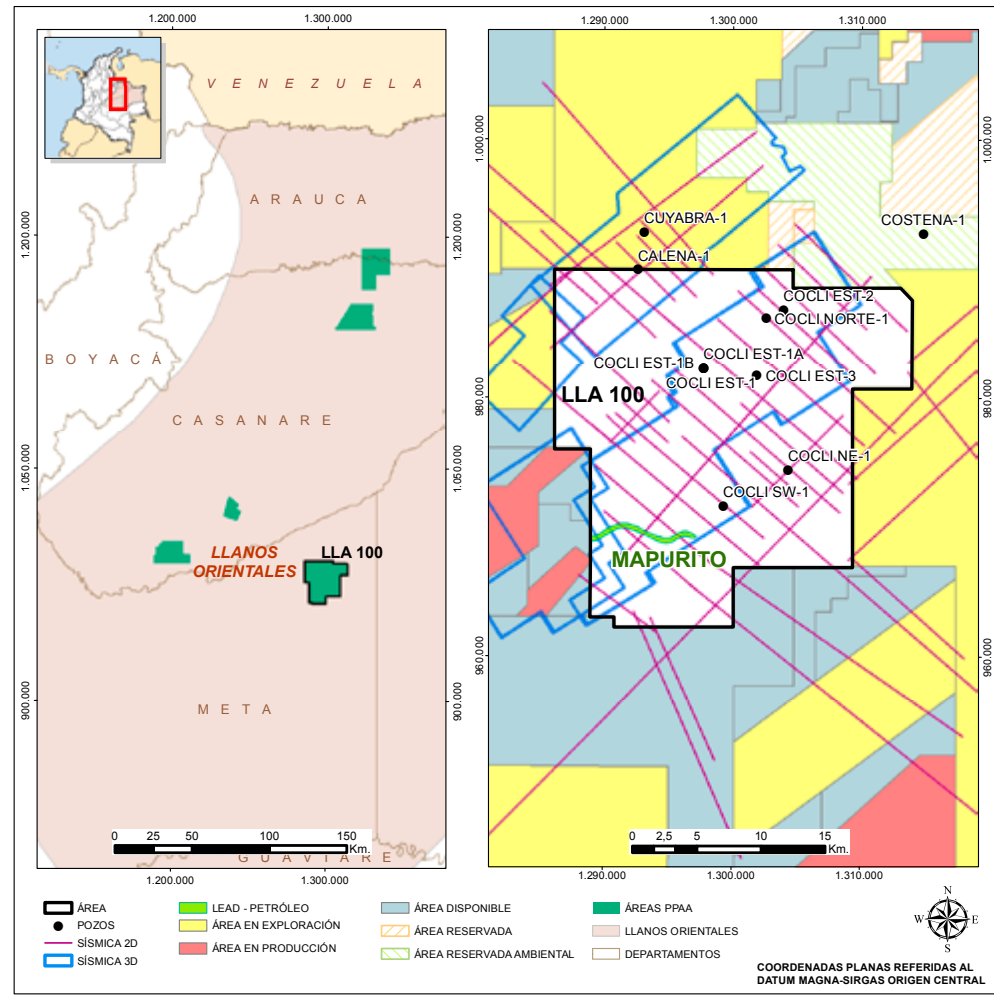 1.200.000
1.300.000
VENEZUELA
ARAUCA
1.200.000
1.200.000
BOYACÁ
CASANARE
1.050.000
1.050.000
LLANOS
ORIENTALES
LLA 100
900.000
900.000
META
0 25 50 100 150
Km.
GUAVIARE
1.200.000
1.300.000
1.290.000
1.300.000
1.310.000
1.000.000
1.000.000
CUYABRA-1
COSTENA-1
CALENA-1
COCLI EST-2
COCLI NORTE-1
COCLI EST-1A
COCLI EST-1B
COCLI EST-1
COCLI EST-3
LLA 100
980.000
980.000
COCLI NE-1
COCLI SW-1
MAPURITO
960.000
960.000
0 2,5 5 10 15
Km.
1.290.000
1.300.000
1.310.000
ÁREA
POZOS
SÍSMICA 2D
SÍSMICA 3D
LEAD - PETRÓLEO
ÁREA EN EXPLORACIÓN
ÁREA EN PRODUCCIÓN
ÁREA DISPONIBLE
ÁREA RESERVADA
ÁREA RESERVADA AMBIENTAL
ÁREAS PPAA
LLANOS ORIENTALES
DEPARTAMENTOS
N
W E
S
COORDENADAS PLANAS REFERIDAS AL
DATUM MAGNA-SIRGAS ORIGEN CENTRAL